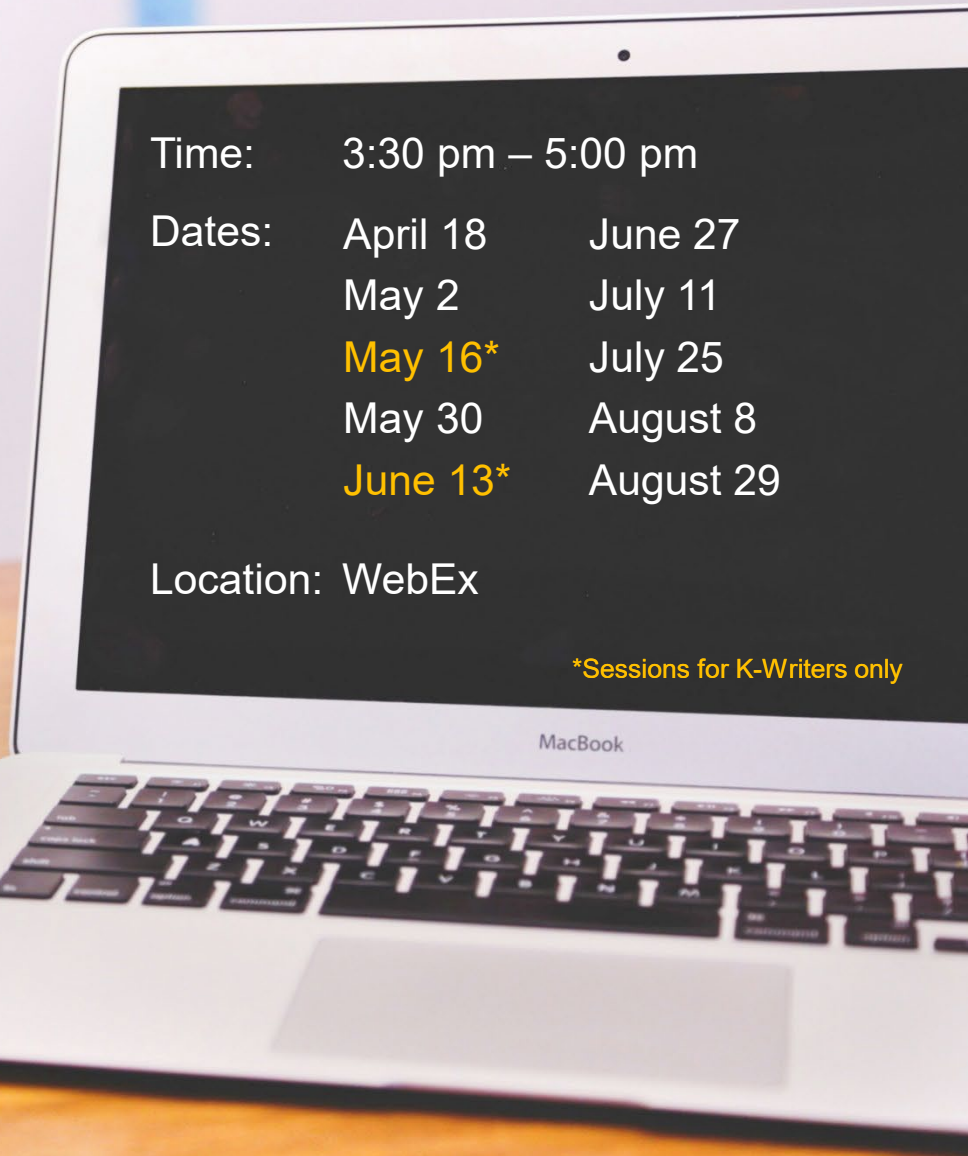 Time: 3:30 pm – 5:00 pm
Dates: April 18 June 27
May 2 July 11
May 16* July 25
May 30 August 8
June 13* August 29
Location: WebEx
*Sessions for K-Writers only
MacBook